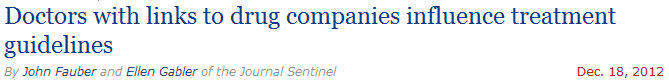 Doctors with links to drug companies influence treatment
guidelines
By John Fauber and Ellen Gabler of the Journal Sentinel Dec. 18, 2012